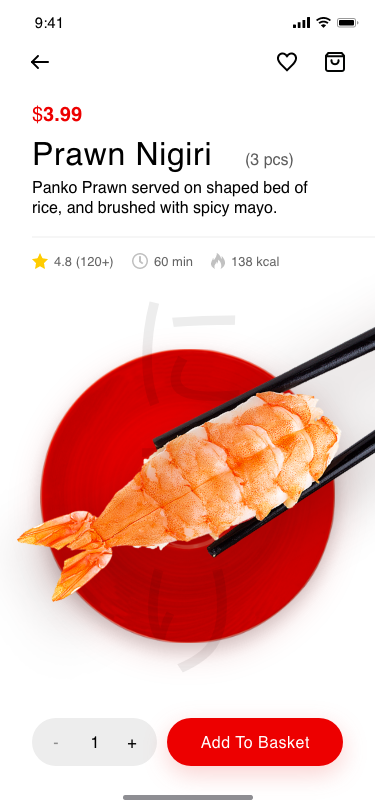 9:41
$3.99
Prawn Nigiri (3 pcs)
Panko Prawn served on shaped bed of
rice, and brushed with spicy mayo.
4.8 (120+) 60 min 138 kcal
- 1 + Add To Basket